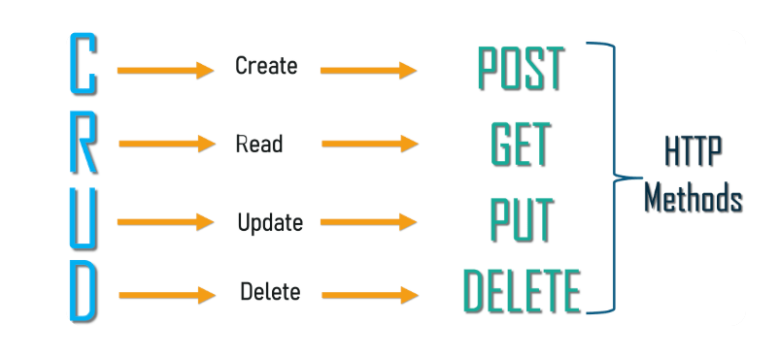 C Create POST
R Read GET
U Update PUT
D Delete DELETE
HTTP
Methods